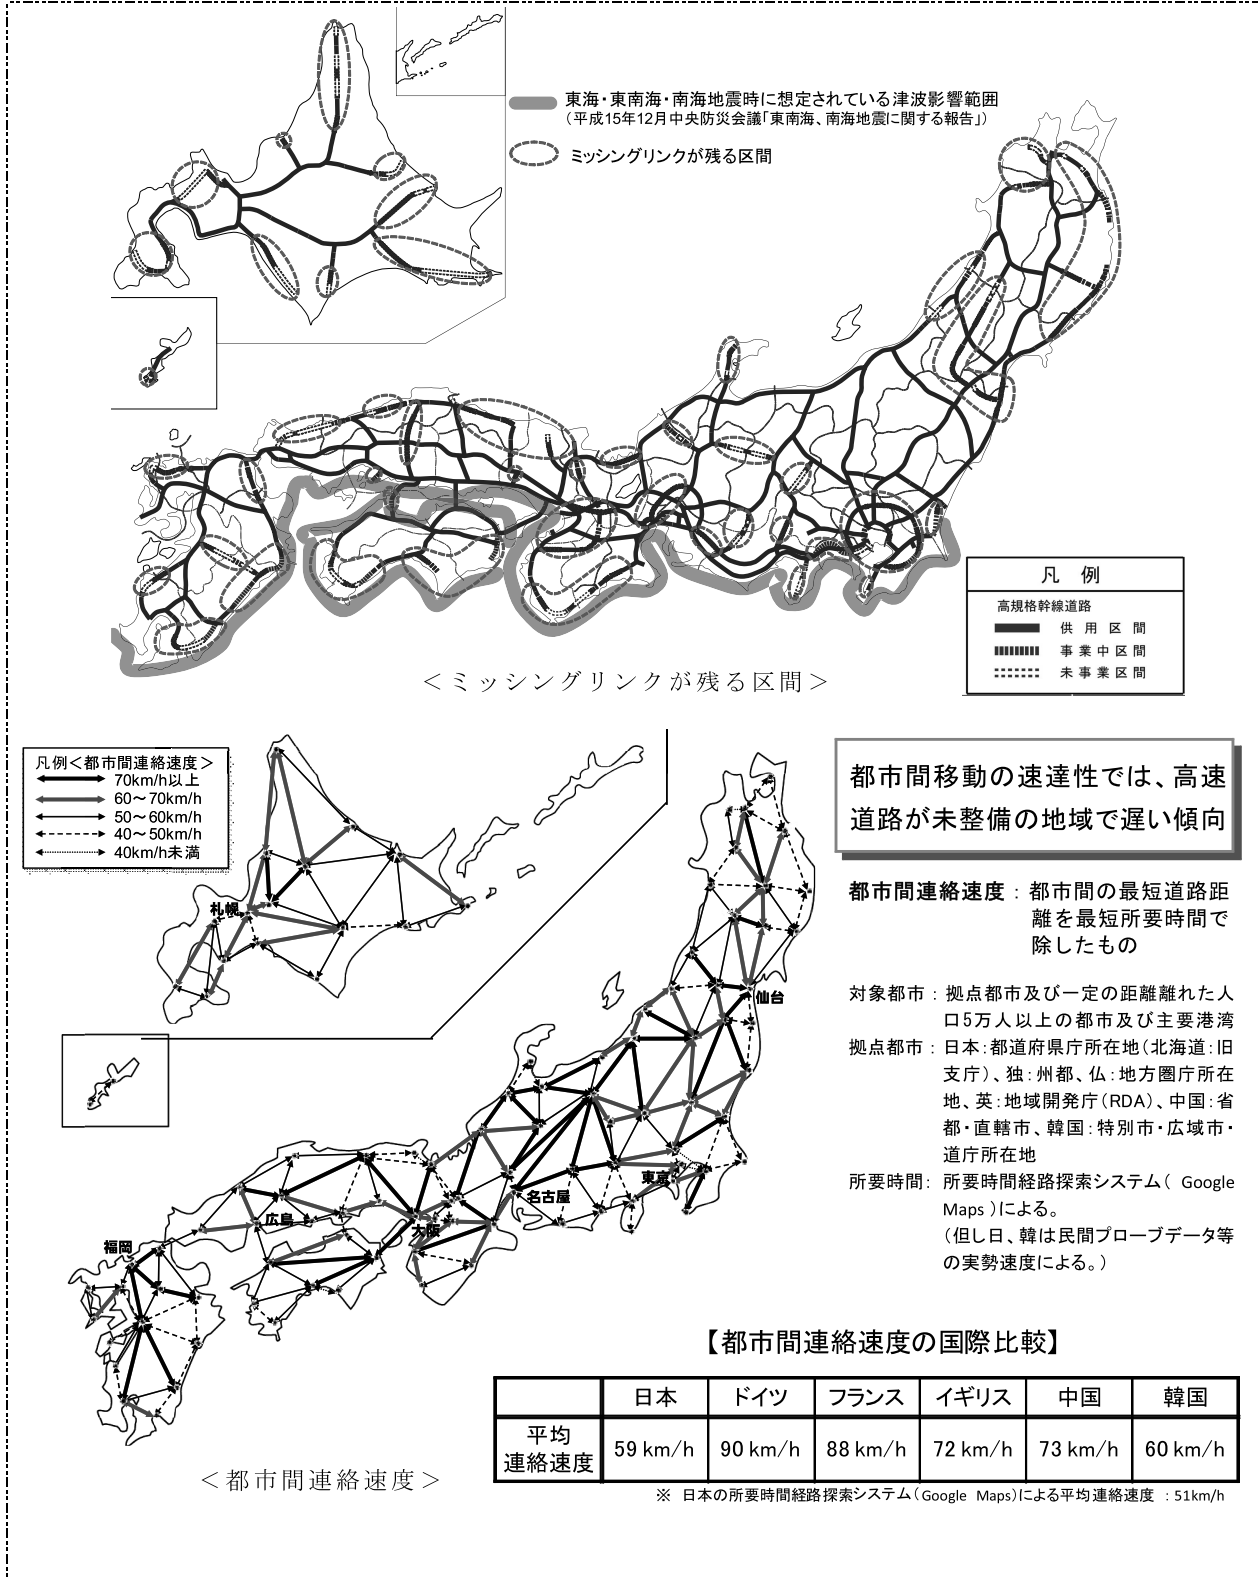 東海・東南海・南海地震時に想定されている津波影響範囲
（平成15年12月中央防災会議「東南海、南海地震に関する報告」）
ミッシングリンクが残る区間
凡 例
高規格幹線道路
供用区間
事業中区間
未事業区間
＜ミッシングリンクが残る区間＞
凡例＜都市間連絡速度＞
70km/h以上
60～70km/h
50～60km/h
40～50km/h
40km/h未満
都市間移動の速達性では、高速
道路が未整備の地域で遅い傾向
都市間連絡速度：都市間の最短道路距
離を最短所要時間で
除したもの
対象都市：拠点都市及び一定の距離離れた人
口5万人以上の都市及び主要港湾
拠点都市：日本：都道府県庁所在地（北海道：旧
支庁）、独：州都、仏：地方圏庁所在
地、英：地域開発庁（RDA）、中国：省
都・直轄市、韓国：特別市・広域市・
道庁所在地
所要時間：所要時間経路探索システム（ Google
Maps ）による。
（但し日、韓は民間プローブデータ等
の実勢速度による。）
札幌
仙台
東京
名古屋
大阪
広島
福岡
＜都市間連絡速度＞
【都市間連絡速度の国際比較】
日本 ドイツ フランス イギリス 中国 韓国
平均
連絡速度 59 km/h 90 km/h 88 km/h 72 km/h 73 km/h 60 km/h
※ 日本の所要時間経路探索システム（Google Maps）による平均連絡速度 ：51km/h